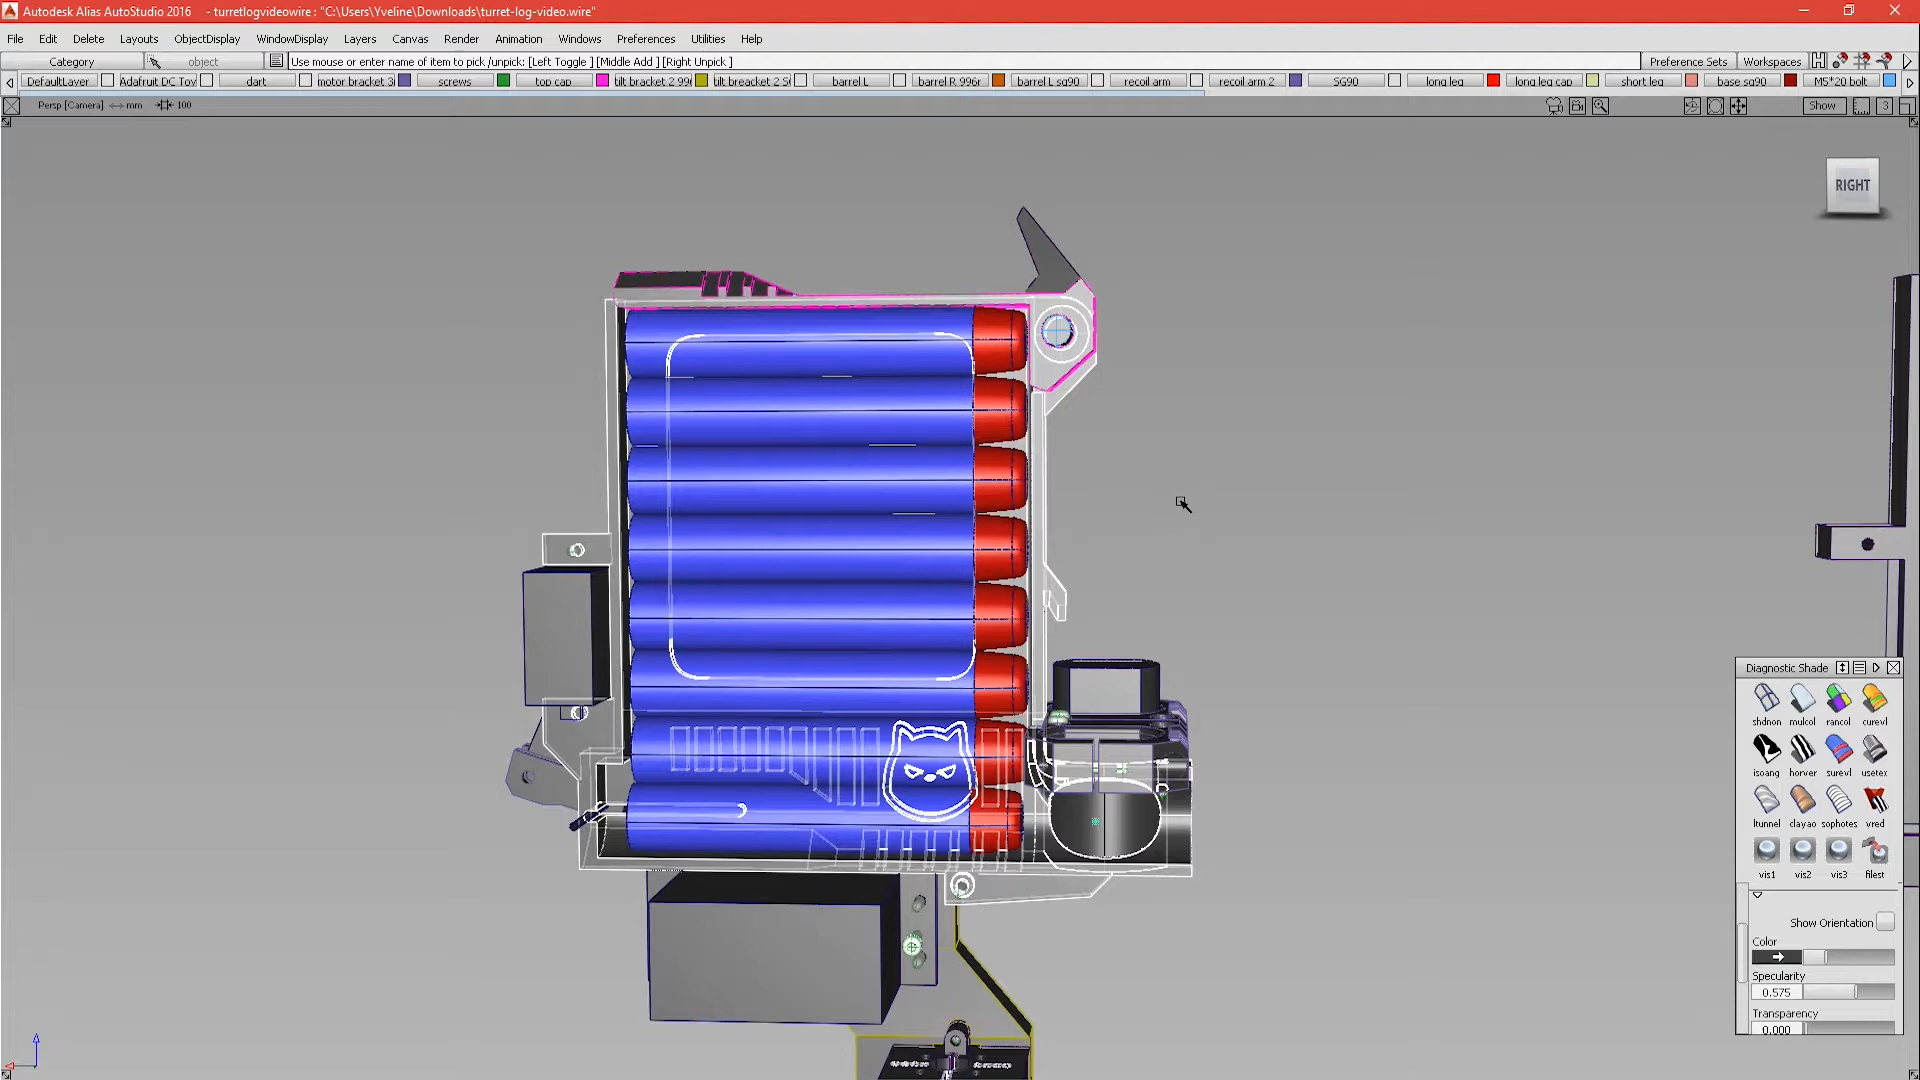 Autodesk Alias AutoStudio 2016 - turretlogvideowire : "C:\Users\Yveline\Downloads\turret-log-video.wire"
File Edit Delete Layouts ObjectDisplay WindowDisplay Layers Canvas Render Animation Windows Preferences Utilities Help
Category object Use mouse or enter name of item to pick /unpick: [Left Toggle ] [Middle Add ] [Right Unpick ] Preference Sets Workspaces
DefaultLayer Adafruit DC Toy dart motor bracket 3 screws top cap tilt bracket 2 99 tilt breacket 2 5 barrel L barrel R 996r barrel L sg90 recoil arm recoil arm 2 SG90 long leg long leg cap short leg base sg90 M5*20 bolt
Persp [Camera] mm 100 Show 3
RIGHT
Diagnostic Shade
shdnon mulcol rancol curevl
isoang horver surevl usetex
ltunnel clayao sophotes vred
vis1 vis2 vis3 filest
Show Orientation
Color
Specularity
0.575
Transparency
0.000